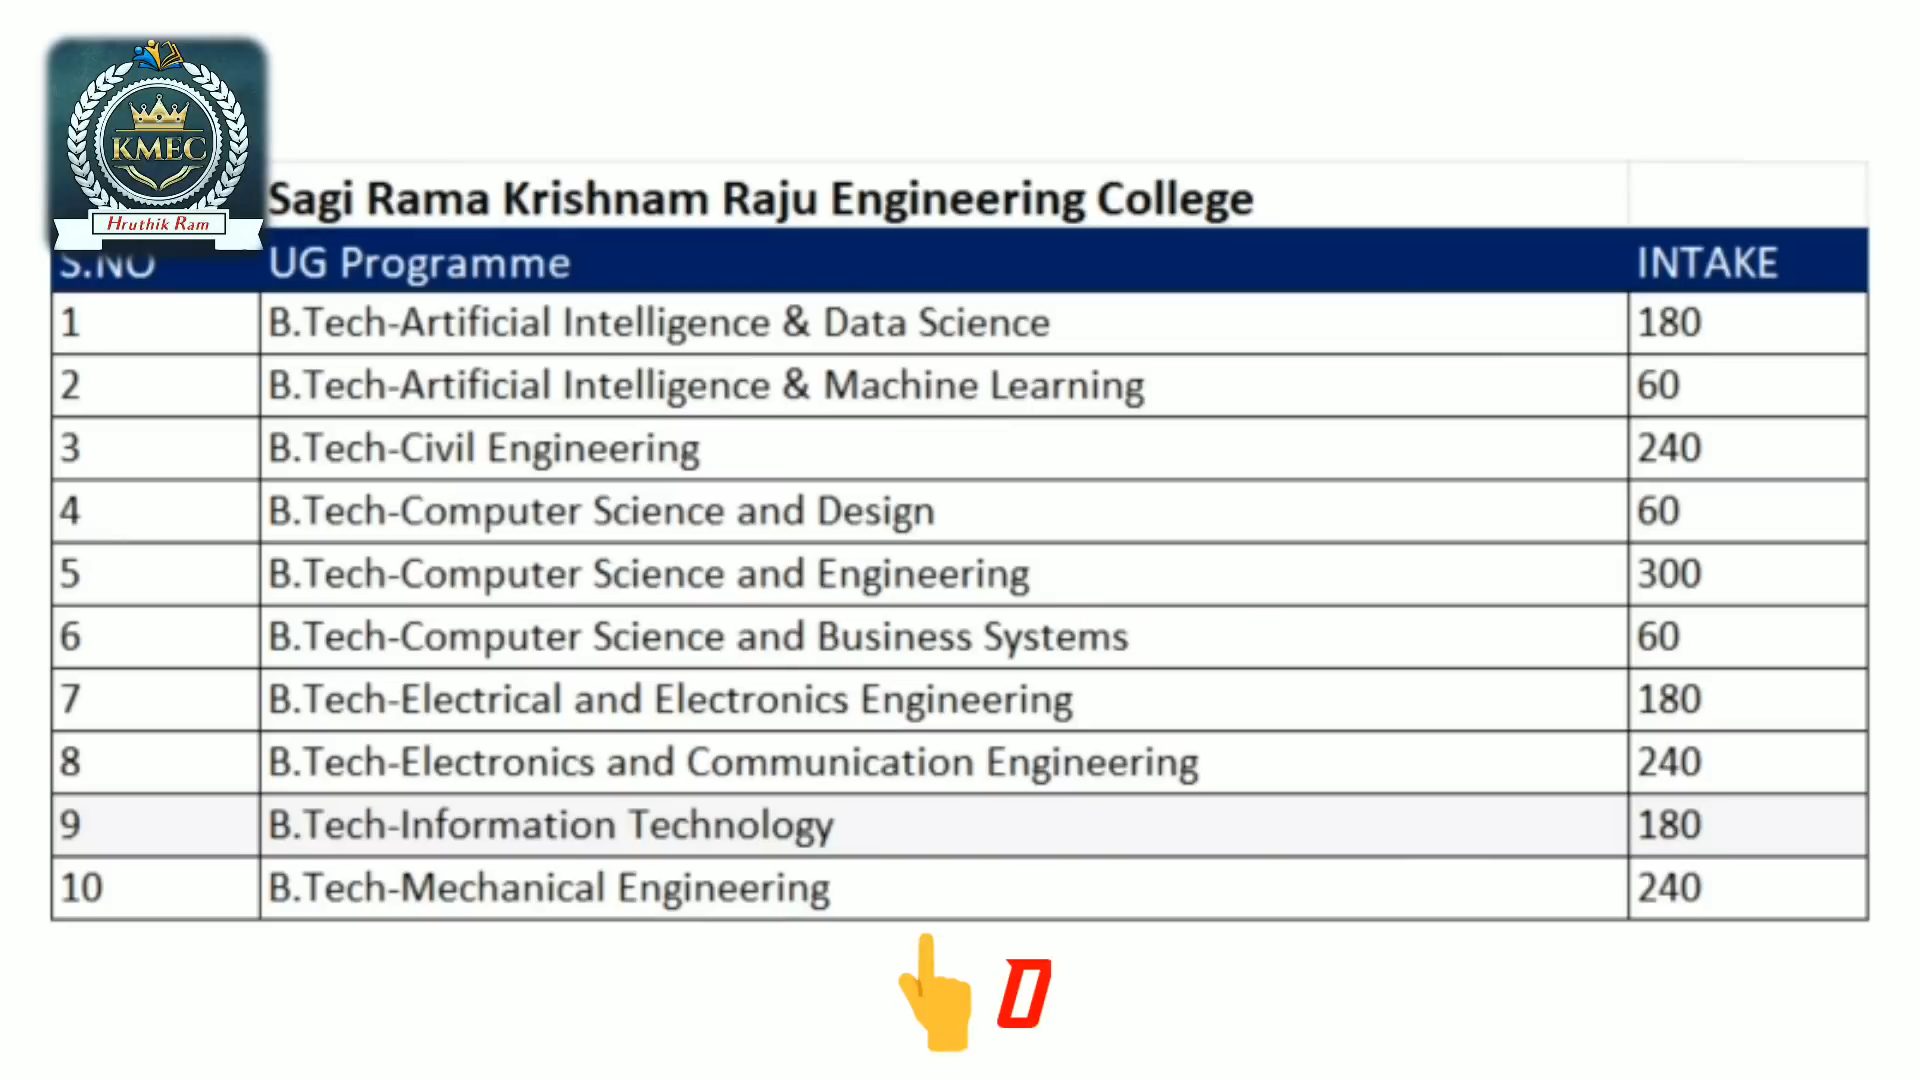 KMEC
Hruthik Ram
Sagi Rama Krishnam Raju Engineering College
S.NO UG Programme INTAKE
1 B.Tech-Artificial Intelligence & Data Science 180
2 B.Tech-Artificial Intelligence & Machine Learning 60
3 B.Tech-Civil Engineering 240
4 B.Tech-Computer Science and Design 60
5 B.Tech-Computer Science and Engineering 300
6 B.Tech-Computer Science and Business Systems 60
7 B.Tech-Electrical and Electronics Engineering 180
8 B.Tech-Electronics and Communication Engineering 240
9 B.Tech-Information Technology 180
10 B.Tech-Mechanical Engineering 240
0